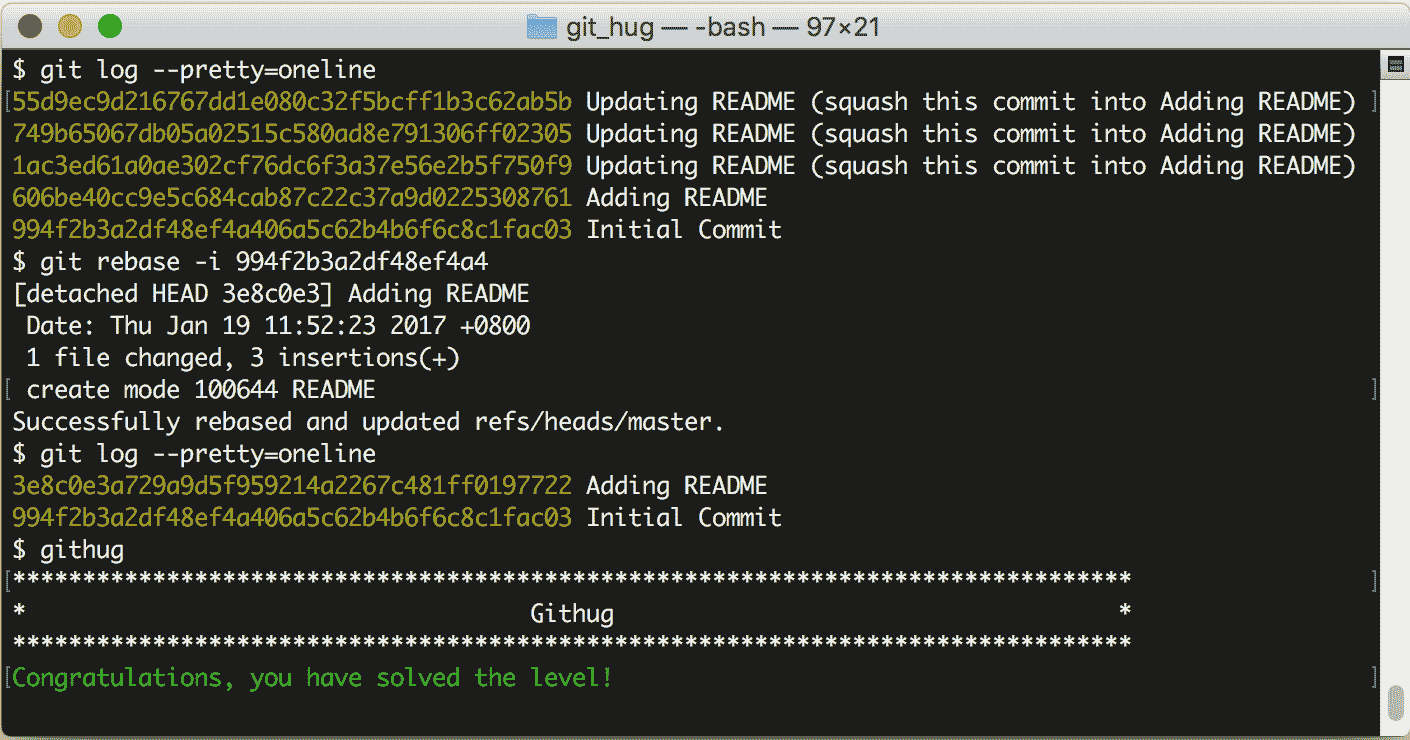 git_hug — -bash — 97×21
$ git log --pretty=oneline
55d9ec9d216767dd1e080c32f5bcff1b3c62ab5b Updating README (squash this commit into Adding README)
749b65067db05a02515c580ad8e791306ff02305 Updating README (squash this commit into Adding README)
1ac3ed61a0ae302cf76dc6f3a37e56e2b5f750f9 Updating README (squash this commit into Adding README)
606be40cc9e5c684cab87c22c37a9d0225308761 Adding README
994f2b3a2df48ef4a406a5c62b4b6f6c8c1fac03 Initial Commit
$ git rebase -i 994f2b3a2df48ef4a4
[detached HEAD 3e8c0e3] Adding README
 Date: Thu Jan 19 11:52:23 2017 +0800
 1 file changed, 3 insertions(+)
 create mode 100644 README
Successfully rebased and updated refs/heads/master.
$ git log --pretty=oneline
3e8c0e3a729a9d5f959214a2267c481ff0197722 Adding README
994f2b3a2df48ef4a406a5c62b4b6f6c8c1fac03 Initial Commit
$ githug
********************************************************************************
*                                    Githug                                    *
********************************************************************************
Congratulations, you have solved the level!